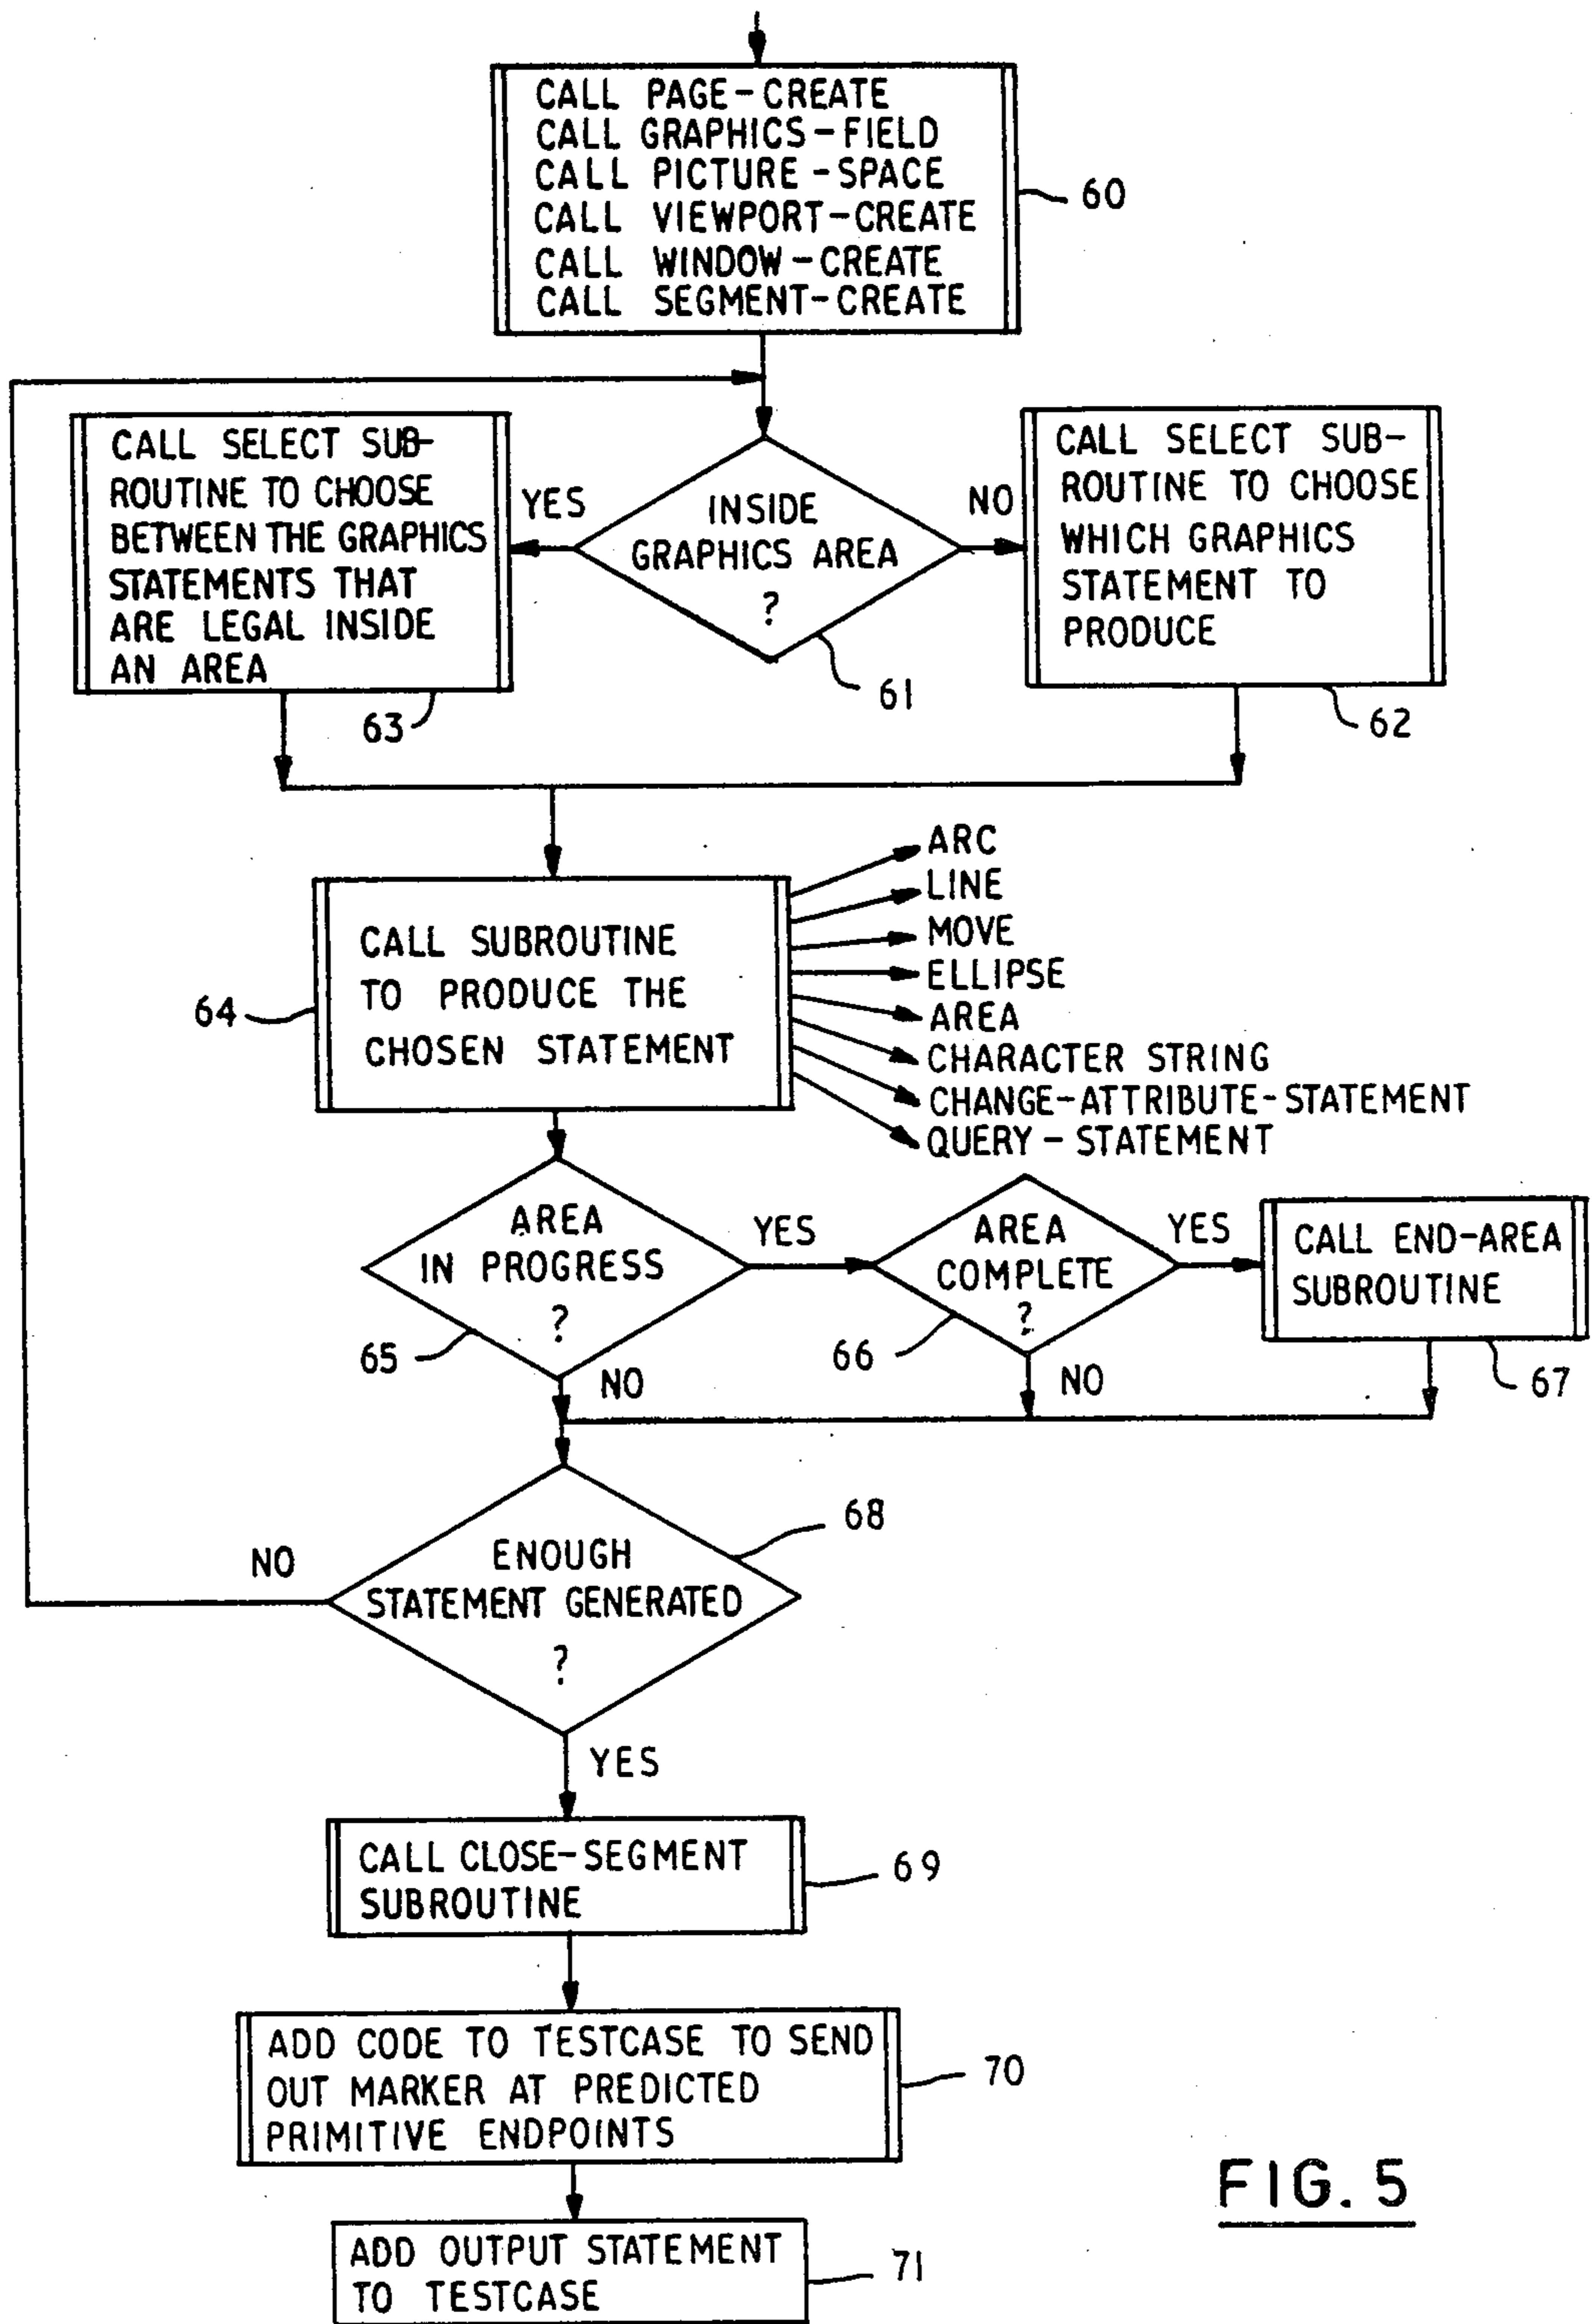 CALL PAGE-CREATE
CALL GRAPHICS-FIELD
CALL PICTURE-SPACE
CALL VIEWPORT-CREATE
CALL WINDOW-CREATE
CALL SEGMENT-CREATE
60
CALL SELECT SUB-
ROUTINE TO CHOOSE
BETWEEN THE GRAPHICS
STATEMENTS THAT
ARE LEGAL INSIDE
AN AREA
63
YES
INSIDE
GRAPHICS AREA
?
61
NO
CALL SELECT SUB-
ROUTINE TO CHOOSE
WHICH GRAPHICS
STATEMENT TO
PRODUCE
62
64
CALL SUBROUTINE
TO PRODUCE THE
CHOSEN STATEMENT
ARC
LINE
MOVE
ELLIPSE
AREA
CHARACTER STRING
CHANGE-ATTRIBUTE-STATEMENT
QUERY-STATEMENT
AREA
IN PROGRESS
?
65
YES
NO
AREA
COMPLETE
?
66
YES
NO
CALL END-AREA
SUBROUTINE
67
ENOUGH
STATEMENT GENERATED
?
68
NO
YES
CALL CLOSE-SEGMENT
SUBROUTINE
69
ADD CODE TO TESTCASE TO SEND
OUT MARKER AT PREDICTED
PRIMITIVE ENDPOINTS
70
ADD OUTPUT STATEMENT
TO TESTCASE
71
FIG. 5